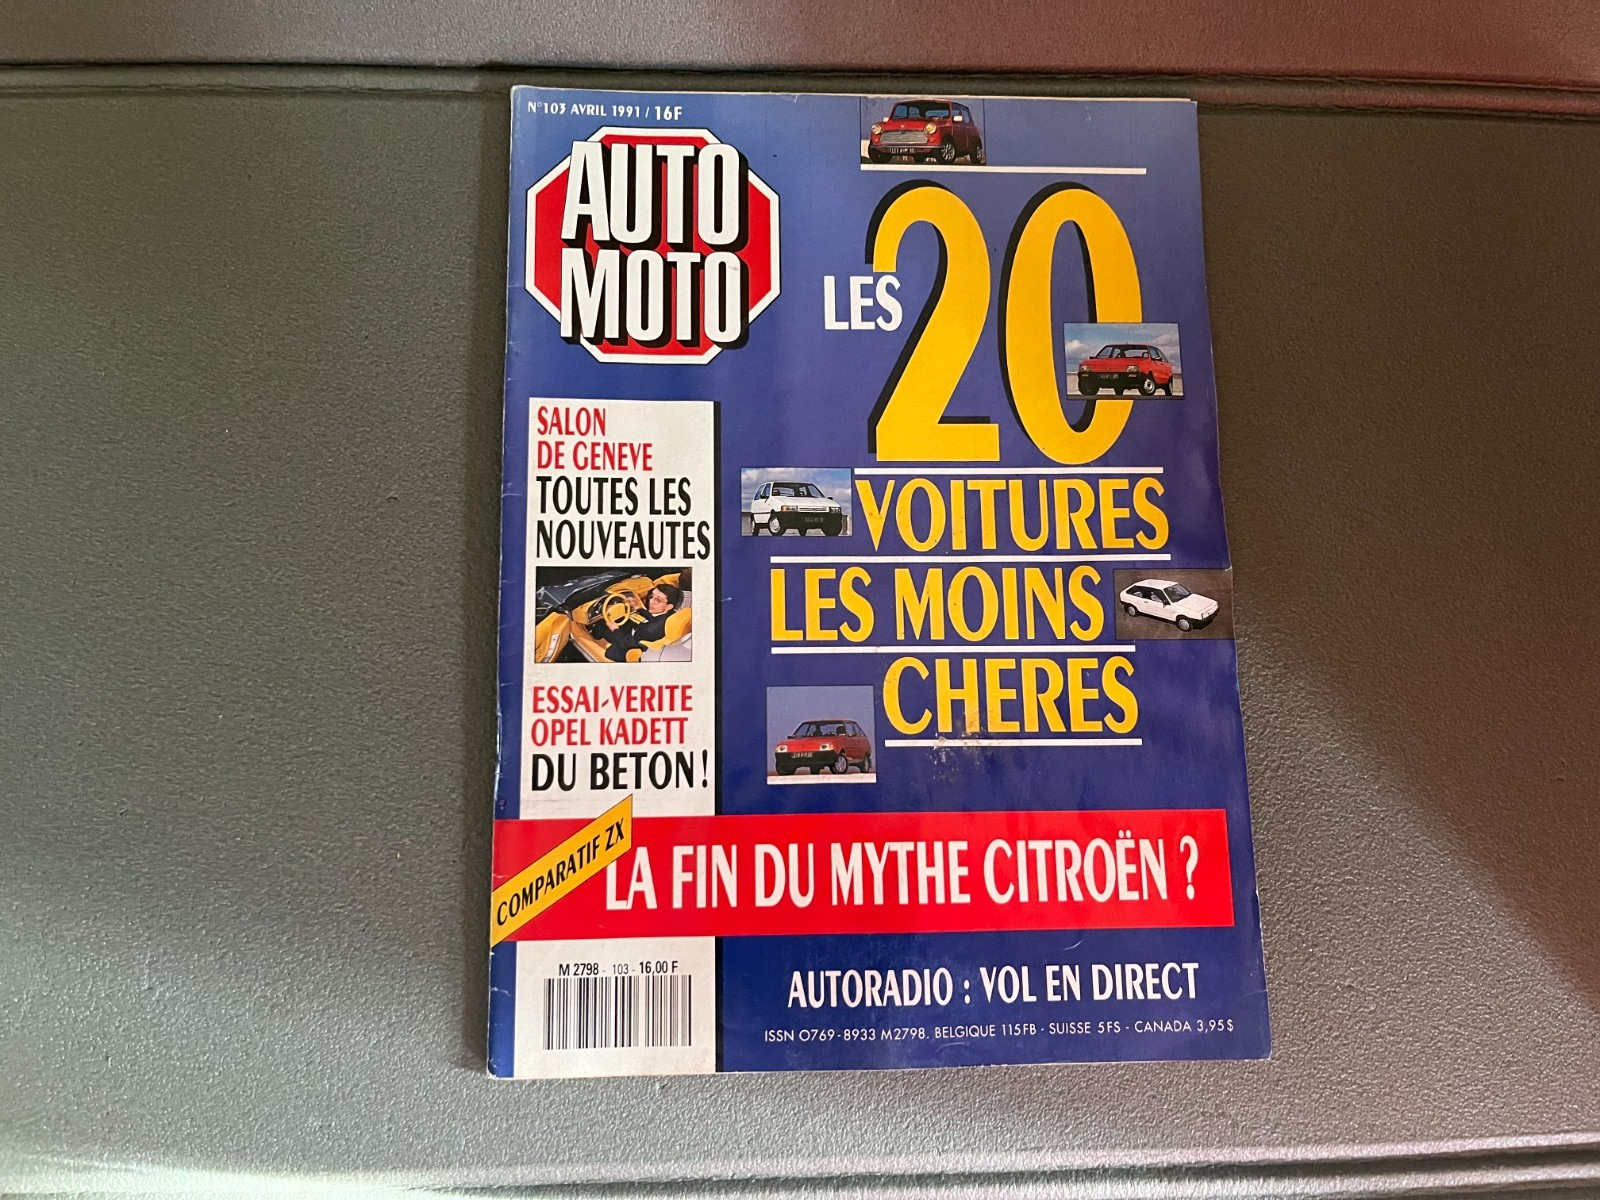 N°103 AVRIL 1991 / 16F
AUTO
MOTO
LES 20
VOITURES
LES MOINS
CHERES
SALON
DE GENEVE
TOUTES LES
NOUVEAUTES
ESSAI-VERITE
OPEL KADETT
DU BETON !
COMPARATIF ZX
LA FIN DU MYTHE CITROËN ?
M 2798 - 103 - 16,00 F
AUTORADIO : VOL EN DIRECT
ISSN 0769-8933 M2798. BELGIQUE 115FB - SUISSE 5FS - CANADA 3,95 $